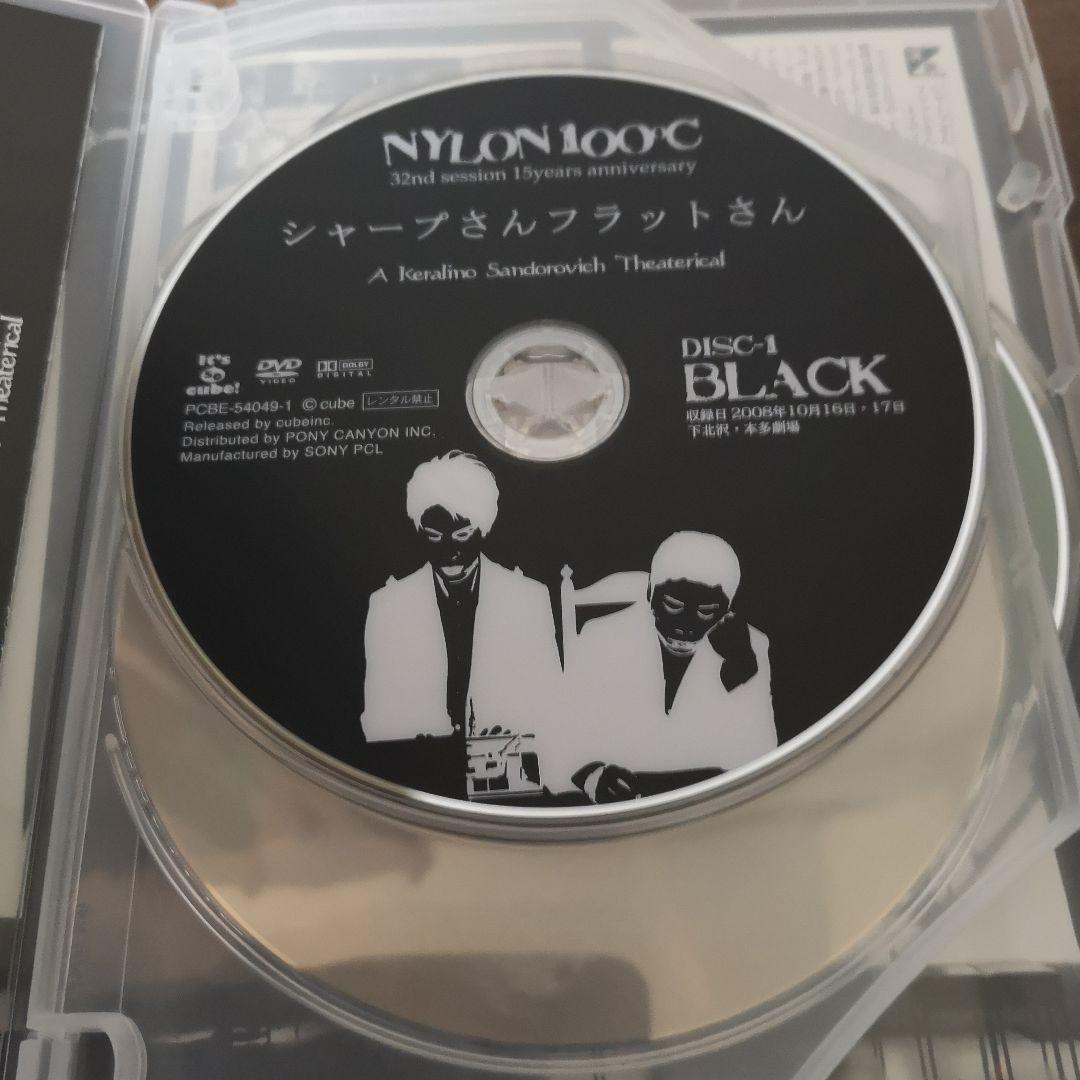 NYLON 100℃
32nd session 15years anniversary
シャープさんフラットさん
A Keralino Sandorovich Theaterical
It's
cube!
DVD
VIDEO
DOLBY
DIGITAL
PCBE-54049-1 © cube レンタル禁止
Released by cubeinc.
Distributed by PONY CANYON INC.
Manufactured by SONY PCL
DISC-1
BLACK
収録日 2008年10月16日・17日
下北沢・本多劇場
Theaterical